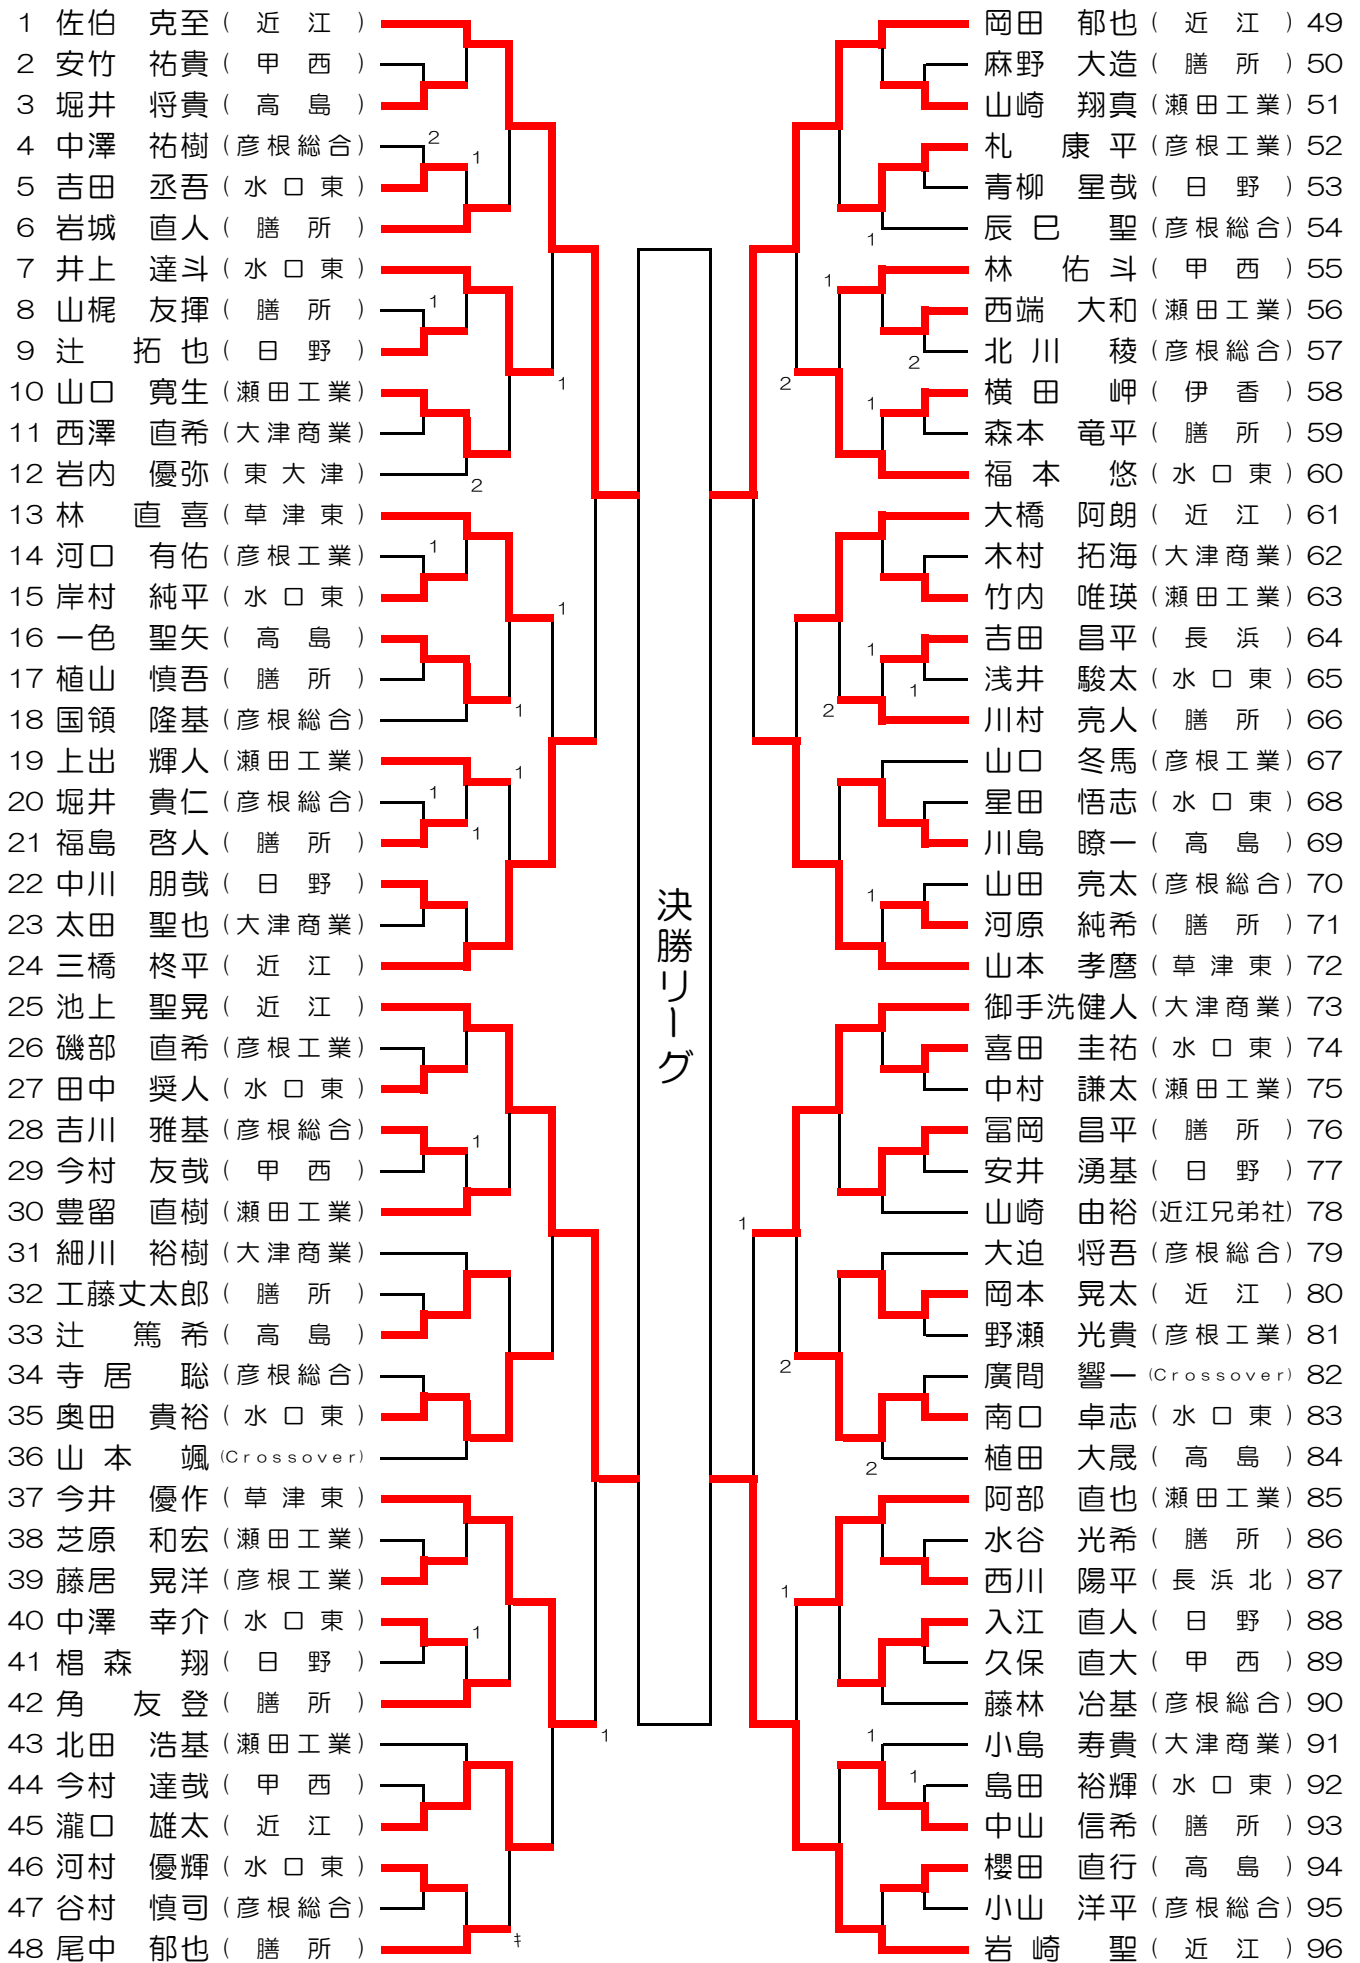 1 佐伯 克至 (近江)
2 安竹 祐貴 (甲西)
3 堀井 将貴 (高島)
4 中澤 祐樹 (彦根総合)
2
1
5 吉田 丞吾 (水口東)
6 岩城 直人 (膳所)
7 井上 達斗 (水口東)
8 山梶 友揮 (膳所)
1
9 辻 拓也 (日野)
1
10 山口 寛生 (瀬田工業)
11 西澤 直希 (大津商業)
12 岩内 優弥 (東大津)
2
13 林 直喜 (草津東)
14 河口 有佑 (彦根工業)
1
15 岸村 純平 (水口東)
1
16 一色 聖矢 (高島)
17 植山 慎吾 (膳所)
18 国領 隆基 (彦根総合)
1
19 上出 輝人 (瀬田工業)
1
20 堀井 貴仁 (彦根総合)
1
21 福島 啓人 (膳所)
1
22 中川 朋哉 (日野)
23 太田 聖也 (大津商業)
24 三橋 柊平 (近江)
25 池上 聖晃 (近江)
26 磯部 直希 (彦根工業)
27 田中 奨人 (水口東)
28 吉川 雅基 (彦根総合)
1
29 今村 友哉 (甲西)
30 豊留 直樹 (瀬田工業)
31 細川 裕樹 (大津商業)
32 工藤丈太郎 (膳所)
33 辻 篤希 (高島)
34 寺居 聡 (彦根総合)
35 奥田 貴裕 (水口東)
36 山本 颯 (Crossover)
37 今井 優作 (草津東)
38 芝原 和宏 (瀬田工業)
39 藤居 晃洋 (彦根工業)
40 中澤 幸介 (水口東)
1
41 椙森 翔 (日野)
42 角 友登 (膳所)
43 北田 浩基 (瀬田工業)
1
44 今村 達哉 (甲西)
45 瀧口 雄太 (近江)
46 河村 優輝 (水口東)
47 谷村 慎司 (彦根総合)
48 尾中 郁也 (膳所)
キ
決勝リーグ
岡田 郁也 (近江) 49
麻野 大造 (膳所) 50
山崎 翔真 (瀬田工業) 51
札 康平 (彦根工業) 52
青柳 星哉 (日野) 53
辰巳 聖 (彦根総合) 54
1
林 佑斗 (甲西) 55
1
西端 大和 (瀬田工業) 56
北川 稜 (彦根総合) 57
2
2
横田 岬 (伊香) 58
1
森本 竜平 (膳所) 59
福本 悠 (水口東) 60
大橋 阿朗 (近江) 61
木村 拓海 (大津商業) 62
竹内 唯瑛 (瀬田工業) 63
吉田 昌平 (長浜) 64
1
浅井 駿太 (水口東) 65
1
2
川村 亮人 (膳所) 66
山口 冬馬 (彦根工業) 67
星田 悟志 (水口東) 68
川島 瞭一 (高島) 69
山田 亮太 (彦根総合) 70
1
河原 純希 (膳所) 71
山本 孝麿 (草津東) 72
御手洗健人 (大津商業) 73
喜田 圭祐 (水口東) 74
中村 謙太 (瀬田工業) 75
冨岡 昌平 (膳所) 76
安井 湧基 (日野) 77
山崎 由裕 (近江兄弟社) 78
1
大迫 将吾 (彦根総合) 79
岡本 晃太 (近江) 80
野瀬 光貴 (彦根工業) 81
2
廣間 響一 (Crossover) 82
南口 卓志 (水口東) 83
植田 大晟 (高島) 84
2
阿部 直也 (瀬田工業) 85
水谷 光希 (膳所) 86
西川 陽平 (長浜北) 87
1
入江 直人 (日野) 88
久保 直大 (甲西) 89
藤林 冶基 (彦根総合) 90
小島 寿貴 (大津商業) 91
1
島田 裕輝 (水口東) 92
1
中山 信希 (膳所) 93
櫻田 直行 (高島) 94
小山 洋平 (彦根総合) 95
岩崎 聖 (近江) 96